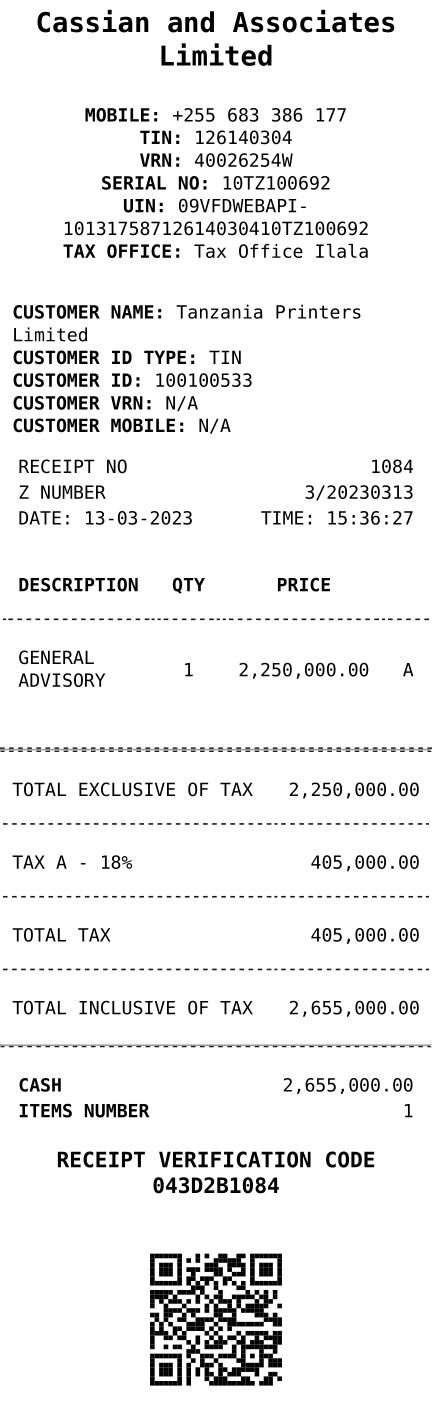 Cassian and Associates
Limited
MOBILE: +255 683 386 177
TIN: 126140304
VRN: 40026254W
SERIAL NO: 10TZ100692
UIN: 09VFDWEBAPI-
10131758712614030410TZ100692
TAX OFFICE: Tax Office Ilala
CUSTOMER NAME: Tanzania Printers
Limited
CUSTOMER ID TYPE: TIN
CUSTOMER ID: 100100533
CUSTOMER VRN: N/A
CUSTOMER MOBILE: N/A
RECEIPT NO 1084
Z NUMBER 3/20230313
DATE: 13-03-2023 TIME: 15:36:27
DESCRIPTION QTY PRICE
GENERAL
ADVISORY 1 2,250,000.00 A
TOTAL EXCLUSIVE OF TAX 2,250,000.00
TAX A - 18% 405,000.00
TOTAL TAX 405,000.00
TOTAL INCLUSIVE OF TAX 2,655,000.00
CASH 2,655,000.00
ITEMS NUMBER 1
RECEIPT VERIFICATION CODE
043D2B1084